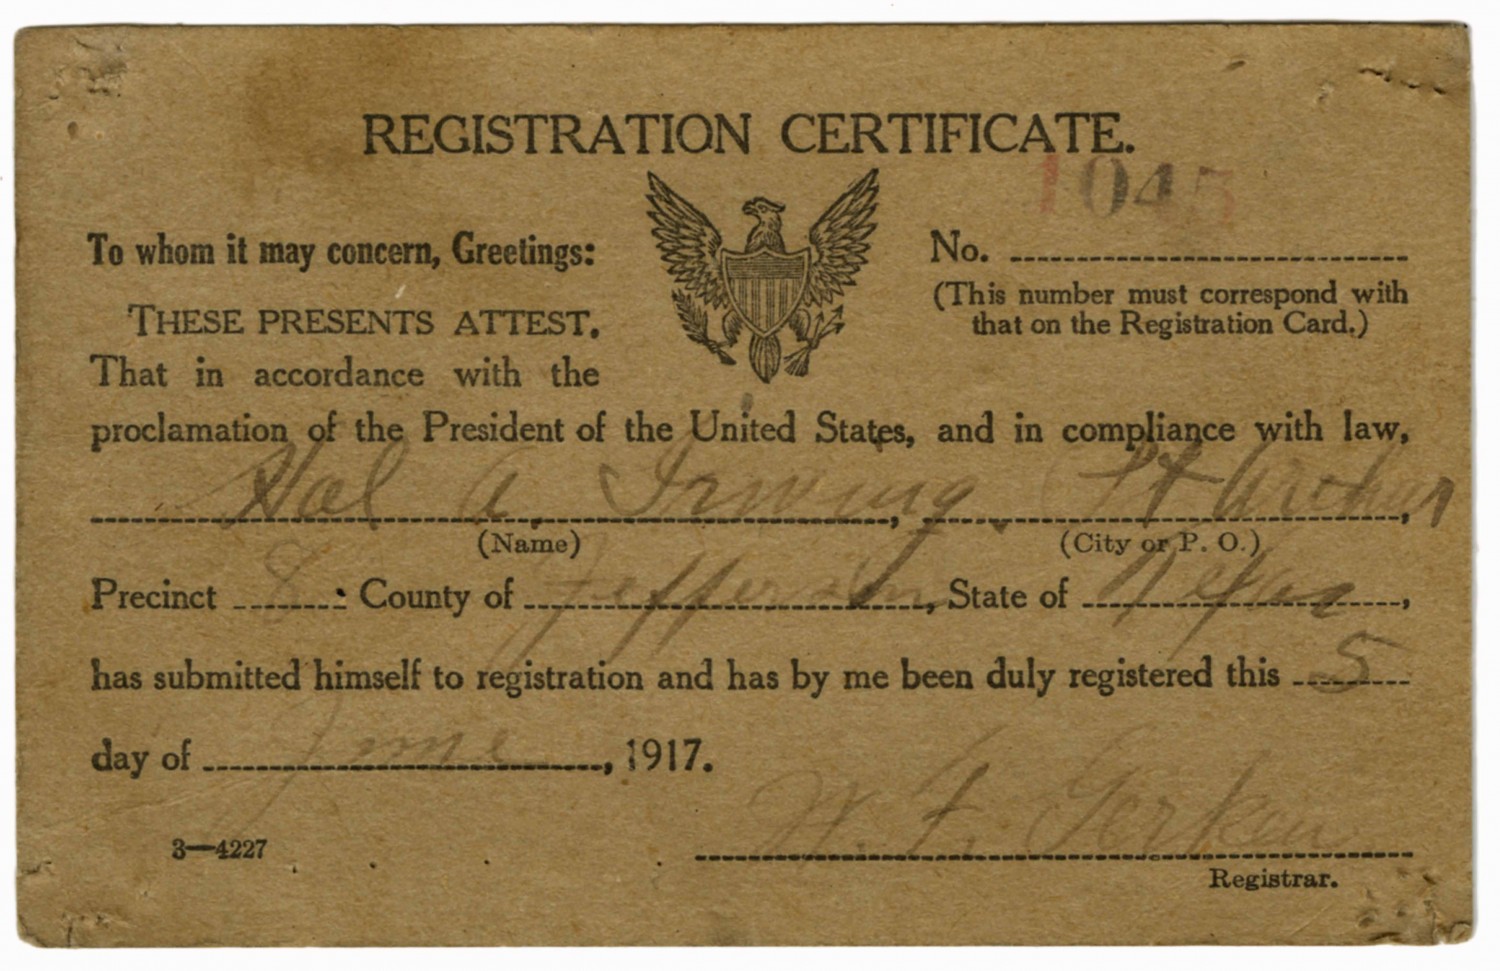 REGISTRATION CERTIFICATE.
1045
To whom it may concern, Greetings:
No.
(This number must correspond with
that on the Registration Card.)
THESE PRESENTS ATTEST.
That in accordance with the
proclamation of the President of the United States, and in compliance with law,
Hal A. Irwing, Pt Arthur,
(Name) (City or P. O.)
Precinct 8: County of Jefferson, State of Texas,
has submitted himself to registration and has by me been duly registered this 5
day of June, 1917.
W. F. Gerken
3—4227
Registrar.